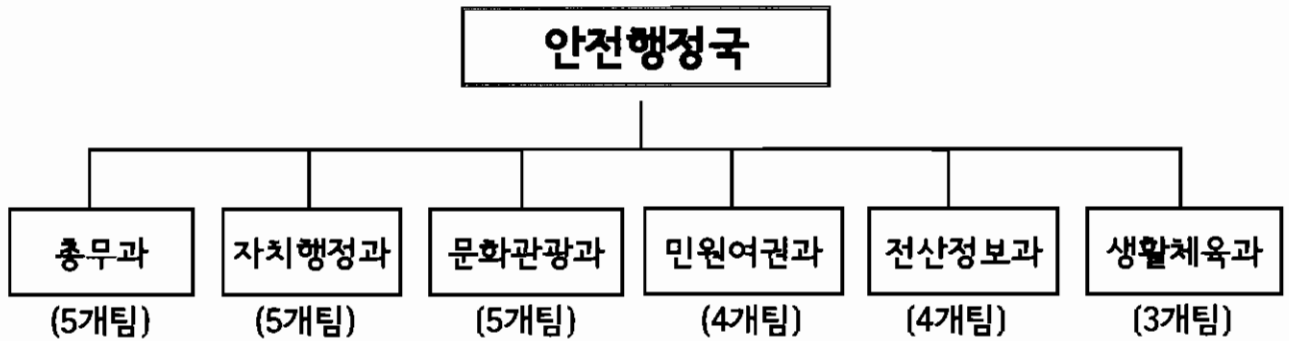 안전행정국
총무과 자치행정과 문화관광과 민원여권과 전산정보과 생활체육과
(5개팀) (5개팀) (5개팀) (4개팀) (4개팀) (3개팀)